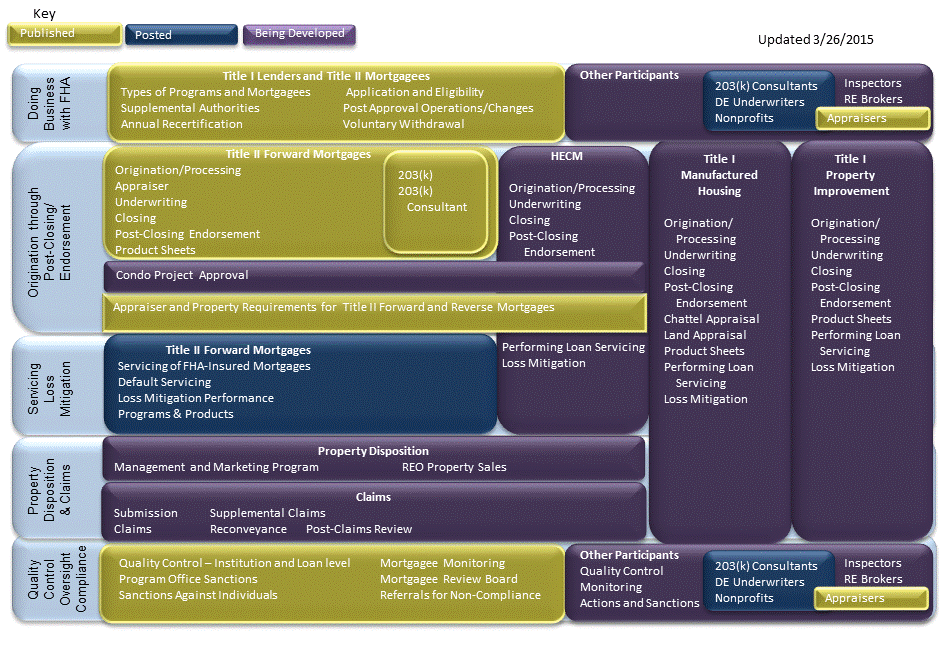 Key
Published
Posted
Being Developed
Updated 3/26/2015
Doing
Business
with FHA
Title I Lenders and Title II Mortgagees
Types of Programs and Mortgagees
Application and Eligibility
Supplemental Authorities
Post Approval Operations/Changes
Annual Recertification
Voluntary Withdrawal
Other Participants
203(k) Consultants
DE Underwriters
Nonprofits
Inspectors
RE Brokers
Appraisers
Origination through
Post-Closing/
Endorsement
Title II Forward Mortgages
Origination/Processing
Appraiser
Underwriting
Closing
Post-Closing Endorsement
Product Sheets
203(k)
203(k)
Consultant
HECM
Origination/Processing
Underwriting
Closing
Post-Closing
Endorsement
Title I
Manufactured
Housing
Origination/
Processing
Underwriting
Closing
Post-Closing
Endorsement
Chattel Appraisal
Land Appraisal
Product Sheets
Performing Loan
Servicing
Loss Mitigation
Title I
Property
Improvement
Origination/
Processing
Underwriting
Closing
Post-Closing
Endorsement
Product Sheets
Performing Loan
Servicing
Loss Mitigation
Condo Project Approval
Appraiser and Property Requirements for Title II Forward and Reverse Mortgages
Servicing
Loss
Mitigation
Title II Forward Mortgages
Servicing of FHA-Insured Mortgages
Default Servicing
Loss Mitigation Performance
Programs & Products
Performing Loan Servicing
Loss Mitigation
Property
Disposition
& Claims
Property Disposition
Management and Marketing Program
REO Property Sales
Claims
Submission
Supplemental Claims
Claims
Reconveyance
Post-Claims Review
Quality
Control
Oversight
Compliance
Quality Control – Institution and Loan level
Mortgagee Monitoring
Program Office Sanctions
Mortgagee Review Board
Sanctions Against Individuals
Referrals for Non-Compliance
Other Participants
Quality Control
Monitoring
Actions and Sanctions
203(k) Consultants
DE Underwriters
Nonprofits
Inspectors
RE Brokers
Appraisers